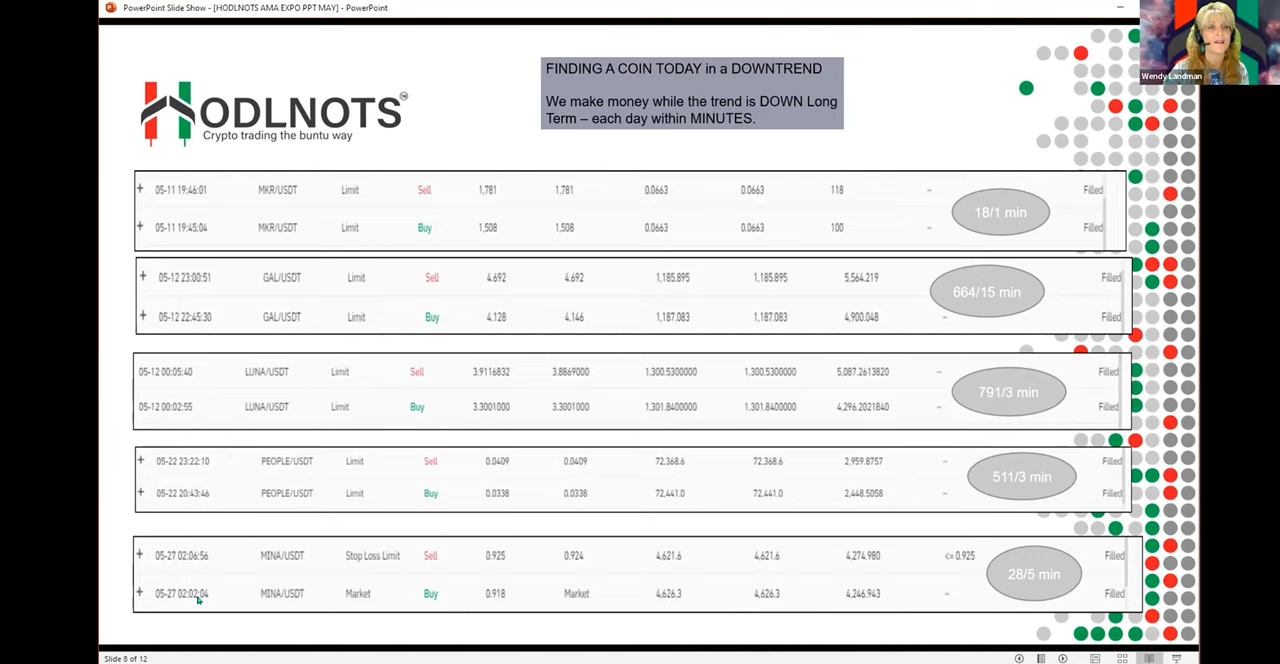 PowerPoint Slide Show - [HODLNOTS AMA EXPO PPT MAY] - PowerPoint
Wendy Landman
HODLNOTS™
Crypto trading the buntu way
FINDING A COIN TODAY in a DOWNTREND
We make money while the trend is DOWN Long
Term – each day within MINUTES.
+ 05-11 19:46:01 MKR/USDT Limit Sell 1,781 1,781 0.0663 0.0663 118 – Filled
+ 05-11 19:45:04 MKR/USDT Limit Buy 1,508 1,508 0.0663 0.0663 100 – Filled
18/1 min
+ 05-12 23:00:51 GAL/USDT Limit Sell 4.692 4.692 1,185.895 1,185.895 5,564.219 Filled
+ 05-12 22:45:30 GAL/USDT Limit Buy 4.128 4.146 1,187.083 1,187.083 4,900.048 – Filled
664/15 min
05-12 00:05:40 LUNA/USDT Limit Sell 3.9116832 3.8869000 1,300.5300000 1,300.5300000 5,087.2613820 – Filled
05-12 00:02:55 LUNA/USDT Limit Buy 3.3001000 3.3001000 1,301.8400000 1,301.8400000 4,296.2021840 – Filled
791/3 min
+ 05-22 23:22:10 PEOPLE/USDT Limit Sell 0.0409 0.0409 72,368.6 72,368.6 2,959.8757 – Filled
+ 05-22 20:43:46 PEOPLE/USDT Limit Buy 0.0338 0.0338 72,441.0 72,441.0 2,448.5058 – Filled
511/3 min
+ 05-27 02:06:56 MINA/USDT Stop Loss Limit Sell 0.925 0.924 4,621.6 4,621.6 4,274.980 <= 0.925 Filled
+ 05-27 02:02:04 MINA/USDT Market Buy 0.918 Market 4,626.3 4,626.3 4,246.943 – Filled
28/5 min
Slide 8 of 12